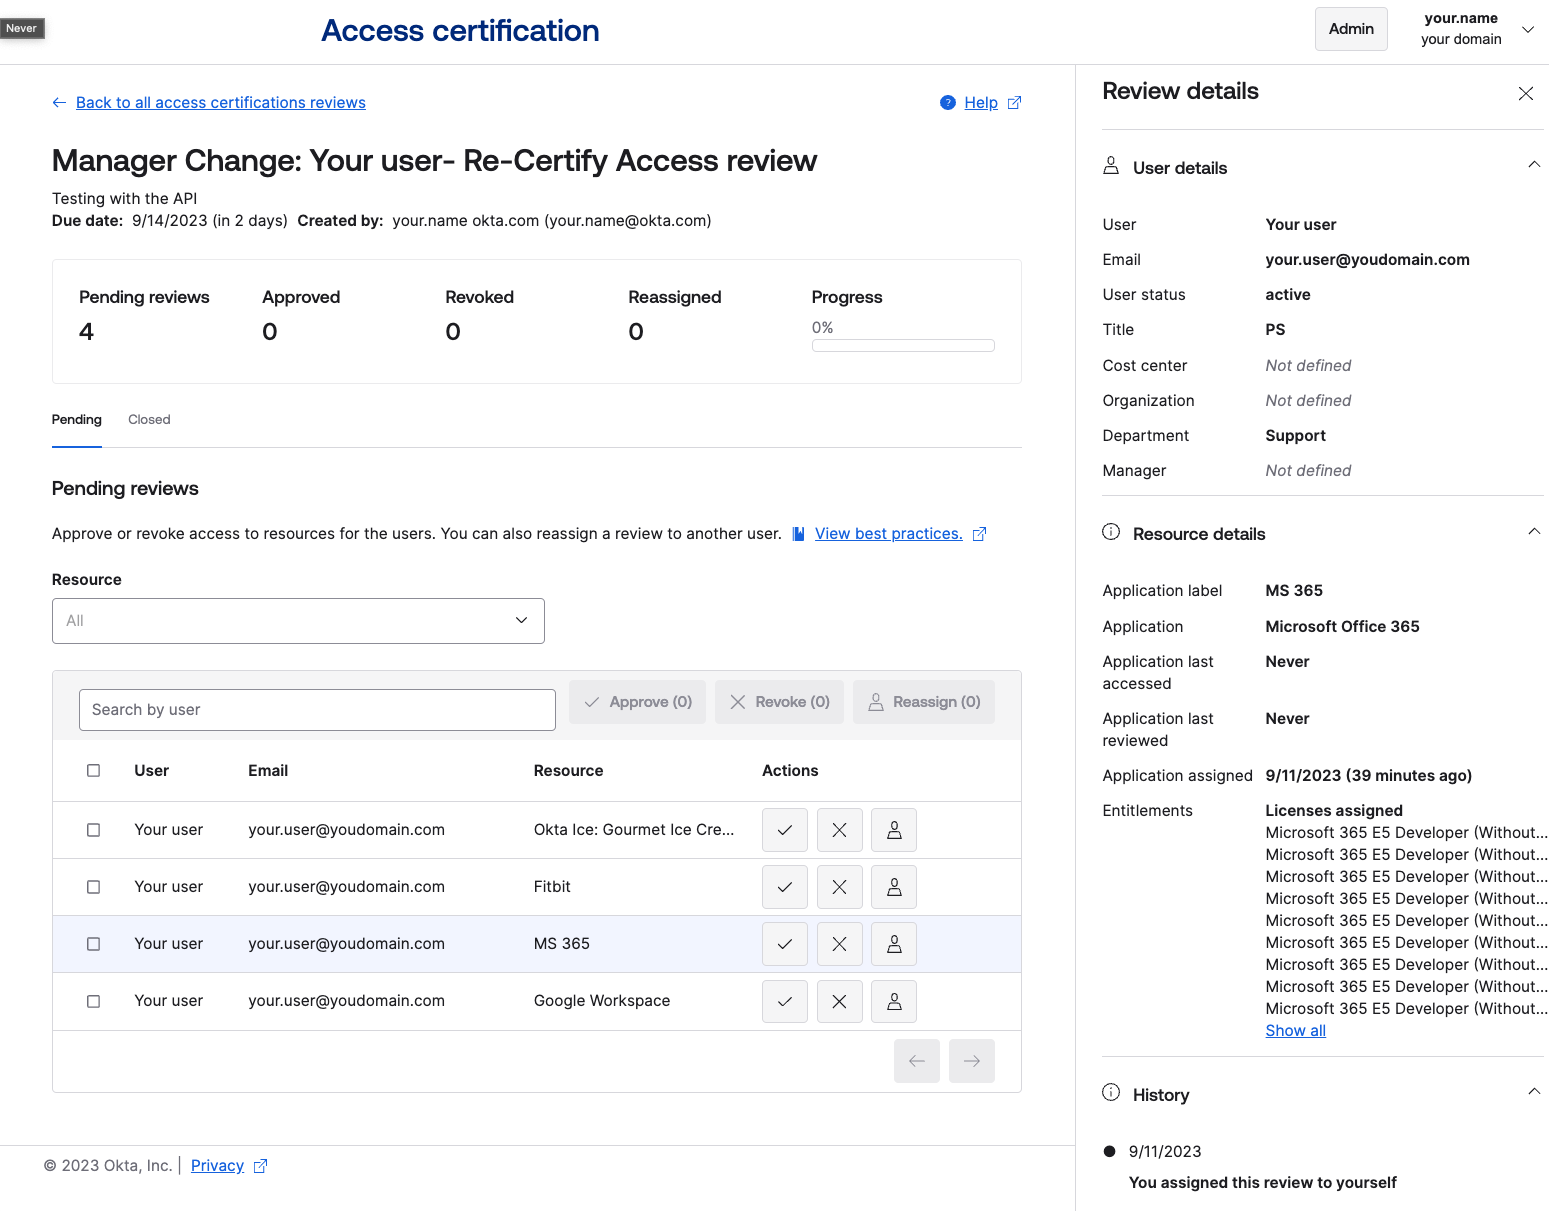 Never
Access certification
Admin
your.name
your domain
Back to all access certifications reviews
Help
Manager Change: Your user- Re-Certify Access review
Testing with the API
Due date: 9/14/2023 (in 2 days) Created by: your.name okta.com (your.name@okta.com)
Pending reviews Approved Revoked Reassigned Progress
4 0 0 0 0%
Pending Closed
Pending reviews
Approve or revoke access to resources for the users. You can also reassign a review to another user. View best practices.
Resource
All
Search by user Approve (0) Revoke (0) Reassign (0)
User Email Resource Actions
Your user your.user@youdomain.com Okta Ice: Gourmet Ice Cre...
Your user your.user@youdomain.com Fitbit
Your user your.user@youdomain.com MS 365
Your user your.user@youdomain.com Google Workspace
© 2023 Okta, Inc. | Privacy
Review details
User details
User Your user
Email your.user@youdomain.com
User status active
Title PS
Cost center Not defined
Organization Not defined
Department Support
Manager Not defined
Resource details
Application label MS 365
Application Microsoft Office 365
Application last Never
accessed
Application last Never
reviewed
Application assigned 9/11/2023 (39 minutes ago)
Entitlements Licenses assigned
Microsoft 365 E5 Developer (Without...
Microsoft 365 E5 Developer (Without...
Microsoft 365 E5 Developer (Without...
Microsoft 365 E5 Developer (Without...
Microsoft 365 E5 Developer (Without...
Microsoft 365 E5 Developer (Without...
Microsoft 365 E5 Developer (Without...
Microsoft 365 E5 Developer (Without...
Microsoft 365 E5 Developer (Without...
Show all
History
9/11/2023
You assigned this review to yourself